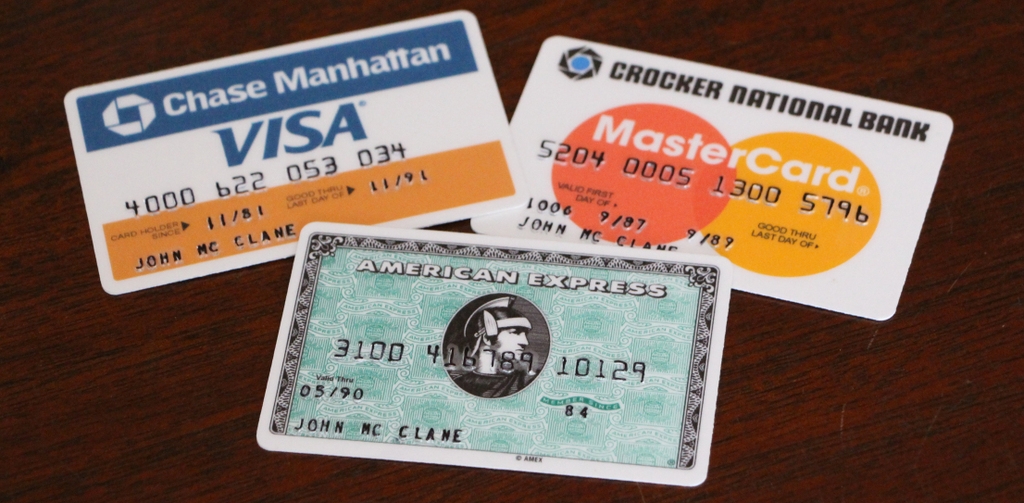 Chase Manhattan
VISA®
4000 622 053 034
CARD HOLDER SINCE ▶ 11/81 GOOD THRU LAST DAY OF ▶ 11/91
JOHN MC CLANE
CROCKER NATIONAL BANK
MasterCard®
5204 0005 1300 5796
VALID FIRST
DAY OF ▸
GOOD THRU
LAST DAY OF ▸
1006 9/87 9/89
JOHN MC CLANE
AMERICAN EXPRESS
3100 416789 10129
Valid Thru
05/90
MEMBER SINCE
84
JOHN MC CLANE
© AMEX